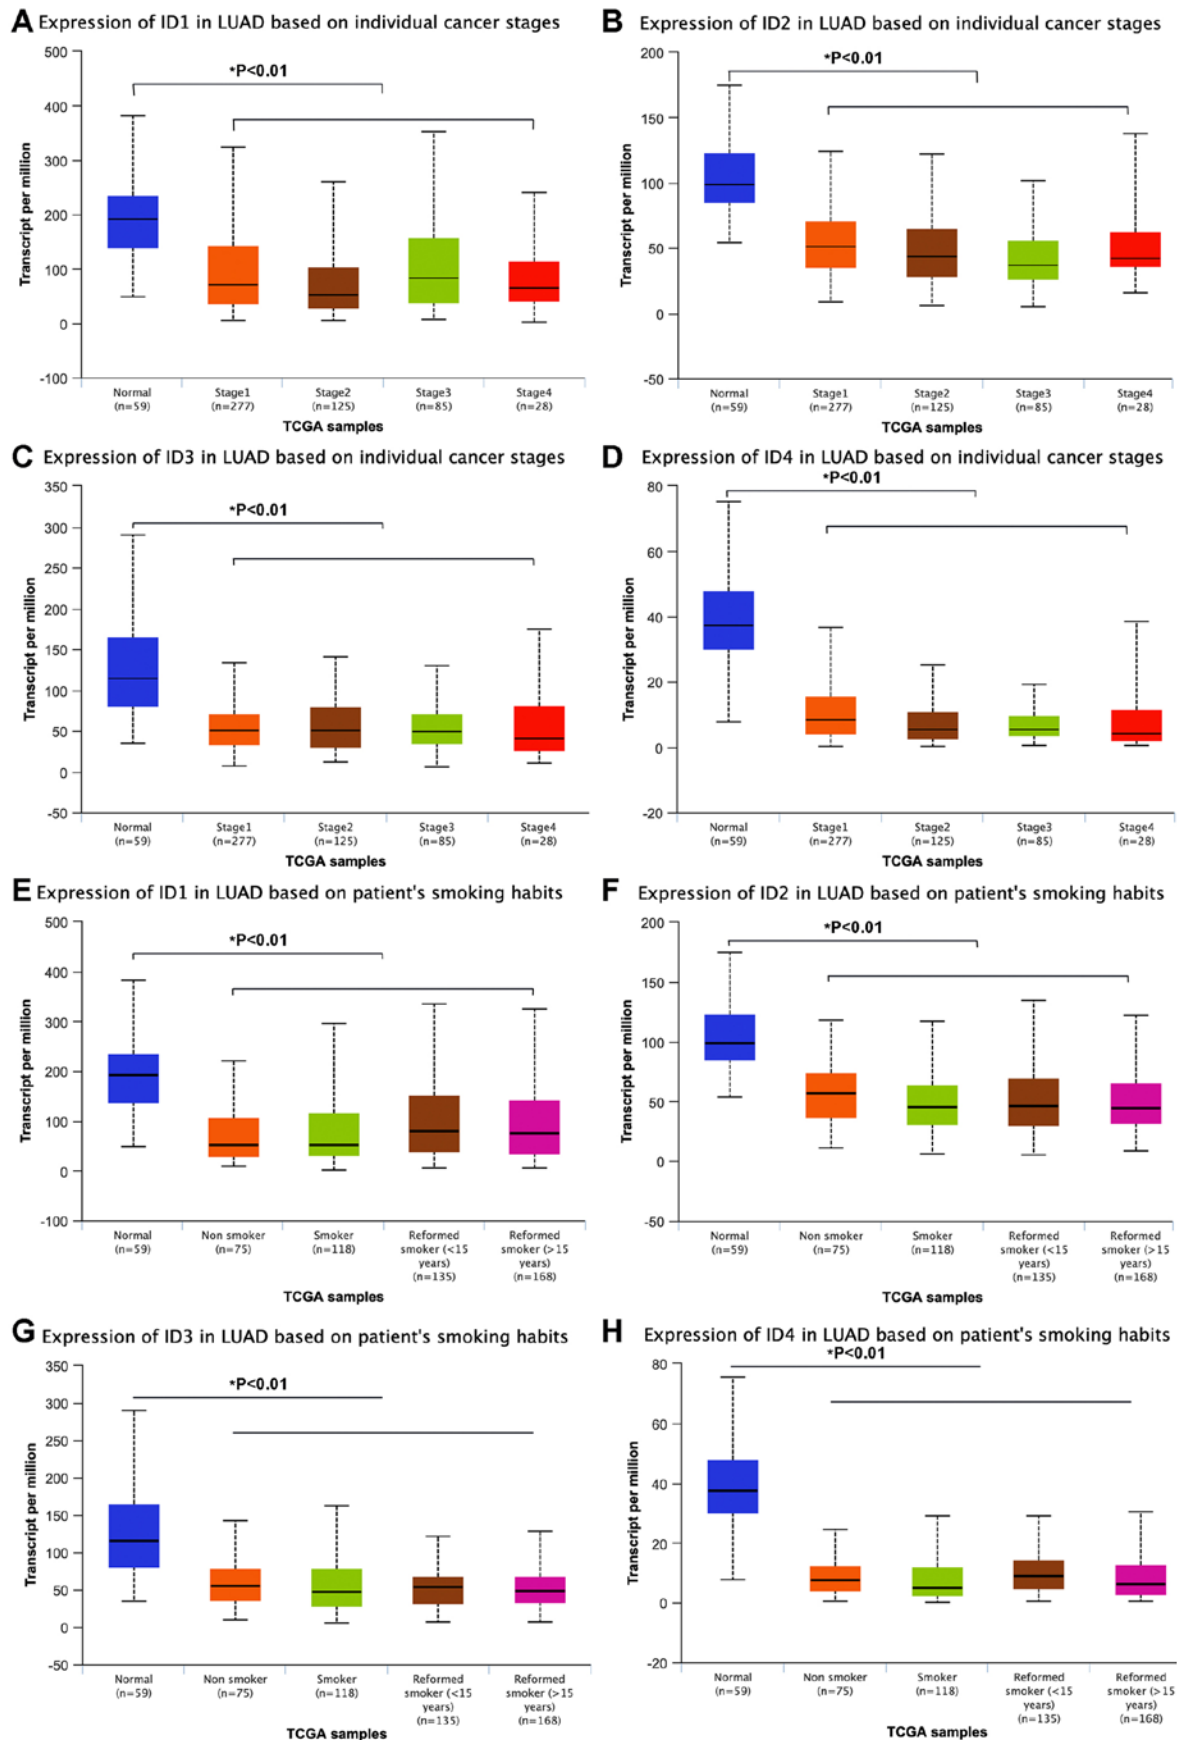 A Expression of ID1 in LUAD based on individual cancer stages
*P<0.01
Transcript per million
500
400
300
200
100
0
-100
Normal Stage1 Stage2 Stage3 Stage4
(n=59) (n=277) (n=125) (n=85) (n=28)
TCGA samples
B Expression of ID2 in LUAD based on individual cancer stages
*P<0.01
Transcript per million
200
150
100
50
0
-50
Normal Stage1 Stage2 Stage3 Stage4
(n=59) (n=277) (n=125) (n=85) (n=28)
TCGA samples
C Expression of ID3 in LUAD based on individual cancer stages
*P<0.01
Transcript per million
350
300
250
200
150
100
50
0
-50
Normal Stage1 Stage2 Stage3 Stage4
(n=59) (n=277) (n=125) (n=85) (n=28)
TCGA samples
D Expression of ID4 in LUAD based on individual cancer stages
*P<0.01
Transcript per million
80
60
40
20
0
-20
Normal Stage1 Stage2 Stage3 Stage4
(n=59) (n=277) (n=125) (n=85) (n=28)
TCGA samples
E Expression of ID1 in LUAD based on patient's smoking habits
*P<0.01
Transcript per million
500
400
300
200
100
0
-100
Normal Non smoker Smoker Reformed Reformed
(n=59) (n=75) (n=118) smoker (<15 smoker (>15
years) years)
(n=135) (n=168)
TCGA samples
F Expression of ID2 in LUAD based on patient's smoking habits
*P<0.01
Transcript per million
200
150
100
50
0
-50
Normal Non smoker Smoker Reformed Reformed
(n=59) (n=75) (n=118) smoker (<15 smoker (>15
years) years)
(n=135) (n=168)
TCGA samples
G Expression of ID3 in LUAD based on patient's smoking habits
*P<0.01
Transcript per million
350
300
250
200
150
100
50
0
-50
Normal Non smoker Smoker Reformed Reformed
(n=59) (n=75) (n=118) smoker (<15 smoker (>15
years) years)
(n=135) (n=168)
TCGA samples
H Expression of ID4 in LUAD based on patient's smoking habits
*P<0.01
Transcript per million
80
60
40
20
0
-20
Normal Non smoker Smoker Reformed Reformed
(n=59) (n=75) (n=118) smoker (<15 smoker (>15
years) years)
(n=135) (n=168)
TCGA samples